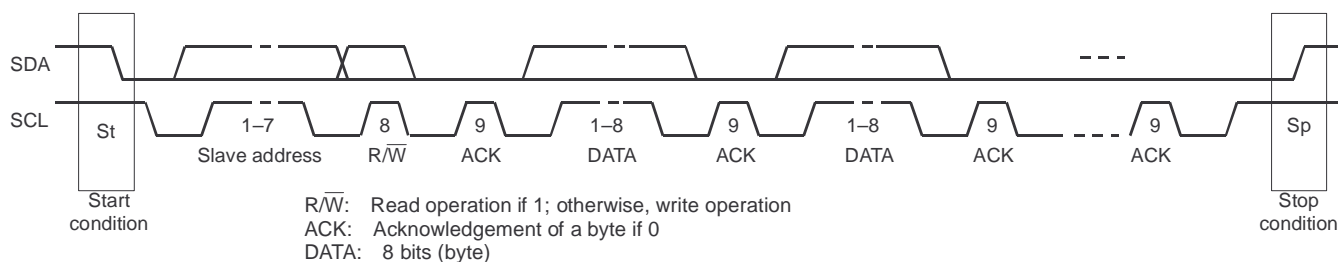 SDA
SCL
St 1–7 8 9 1–8 9 1–8 9 9 Sp
Slave address R/W̅ ACK DATA ACK DATA ACK ACK
Start condition
Stop condition
R/W̅: Read operation if 1; otherwise, write operation
ACK: Acknowledgement of a byte if 0
DATA: 8 bits (byte)